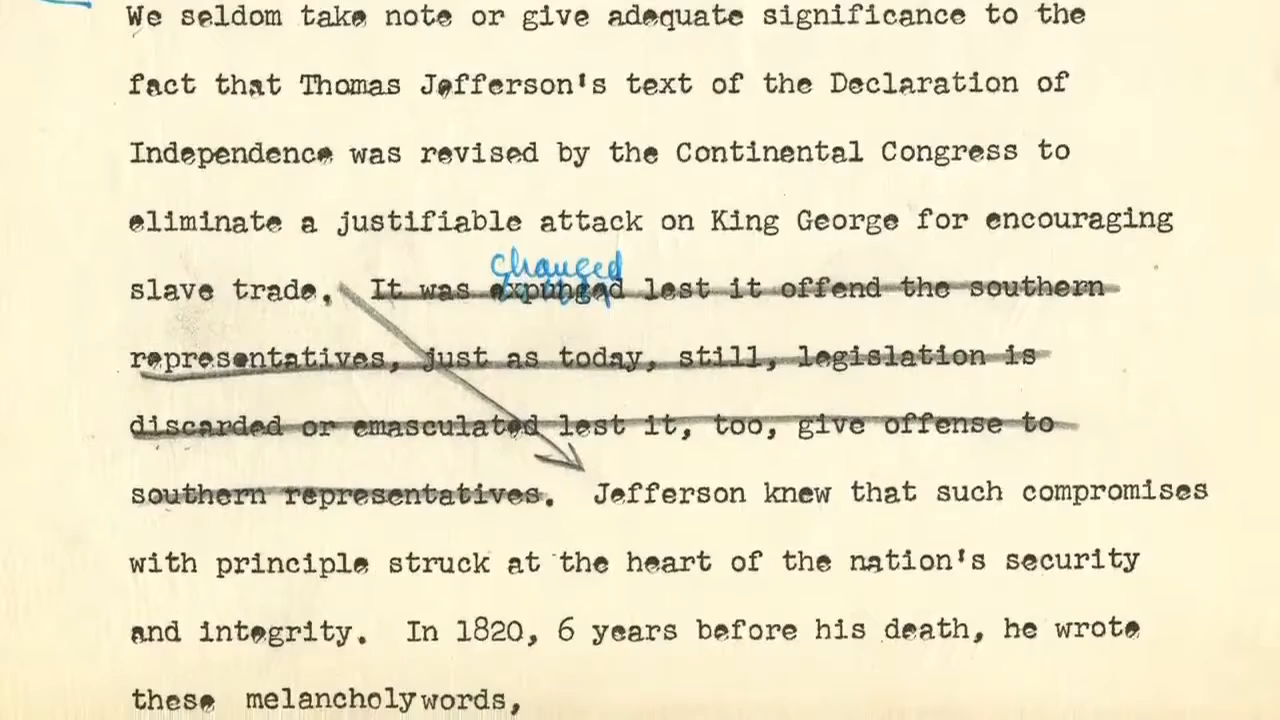 We seldom take note or give adequate significance to the
fact that Thomas Jefferson's text of the Declaration of
Independence was revised by the Continental Congress to
eliminate a justifiable attack on King George for encouraging
changed
slave trade. It was expunged lest it offend the southern
representatives, just as today, still, legislation is
discarded or emasculated lest it, too, give offense to
southern representatives. Jefferson knew that such compromises
with principle struck at the heart of the nation's security
and integrity. In 1820, 6 years before his death, he wrote
these melancholy words,